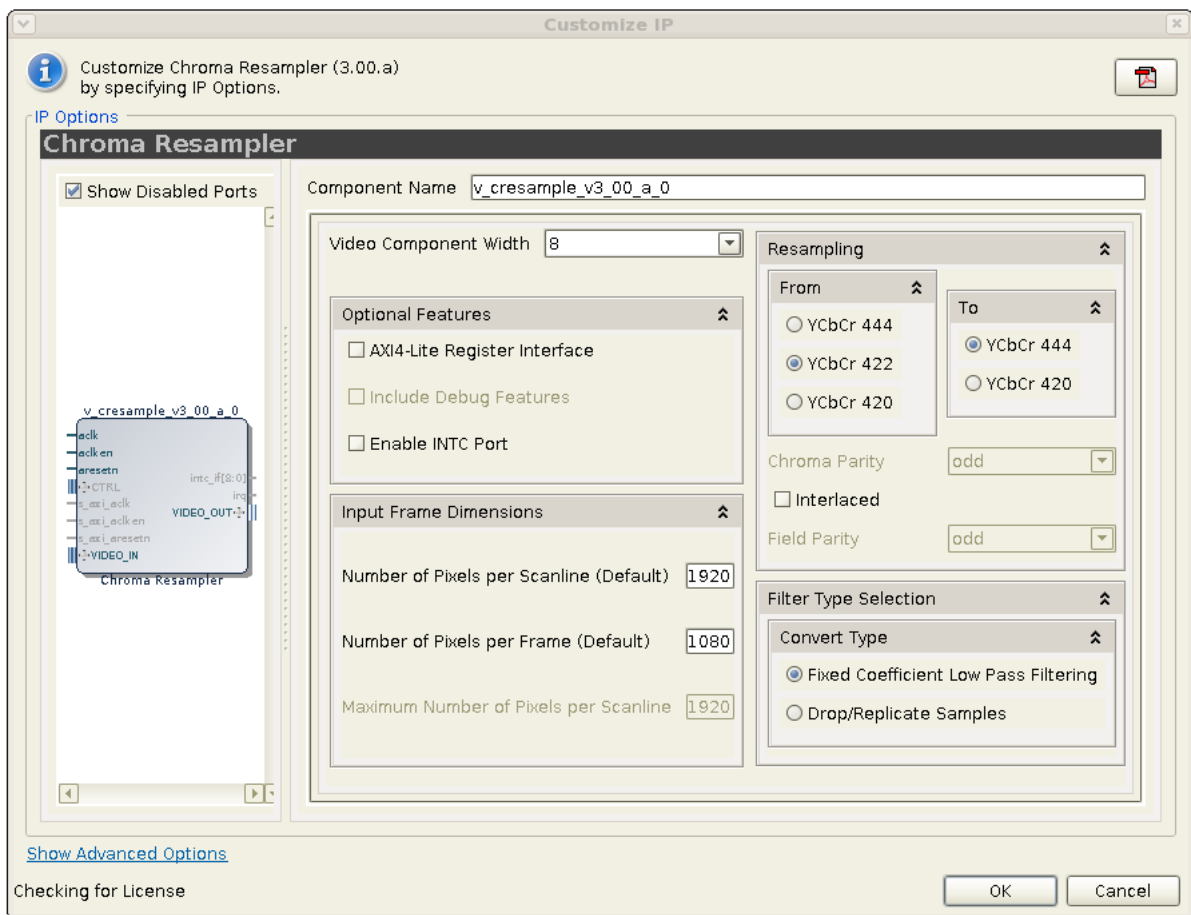 Customize IP
Customize Chroma Resampler (3.00.a)
by specifying IP Options.
IP Options
Chroma Resampler
Show Disabled Ports
v_cresample_v3_00_a_0
aclk
aclken
aresetn
CTRL
s_axi_aclk
s_axi_aclken
s_axi_aresetn
VIDEO_IN
intc_if[8:0]
irq
VIDEO_OUT
Chroma Resampler
Component Name v_cresample_v3_00_a_0
Video Component Width 8
Optional Features
AXI4-Lite Register Interface
Include Debug Features
Enable INTC Port
Input Frame Dimensions
Number of Pixels per Scanline (Default) 1920
Number of Pixels per Frame (Default) 1080
Maximum Number of Pixels per Scanline 1920
Resampling
From
YCbCr 444
YCbCr 422
YCbCr 420
To
YCbCr 444
YCbCr 420
Chroma Parity odd
Interlaced
Field Parity odd
Filter Type Selection
Convert Type
Fixed Coefficient Low Pass Filtering
Drop/Replicate Samples
Show Advanced Options
Checking for License
OK
Cancel